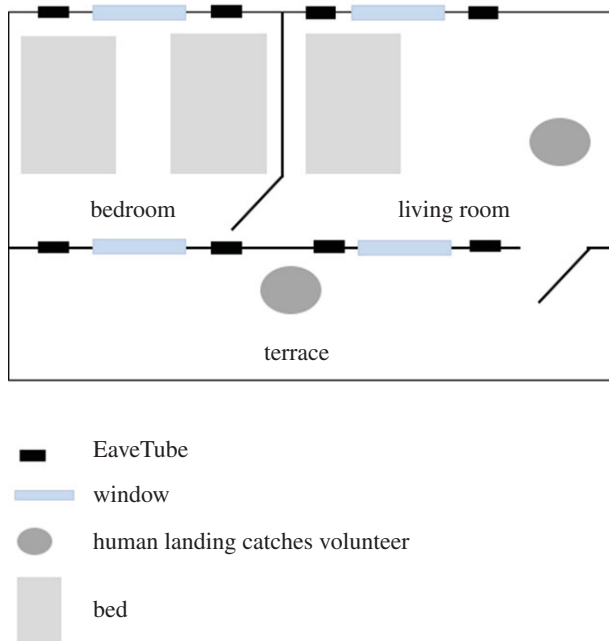 bedroom
living room
terrace
EaveTube
window
human landing catches volunteer
bed